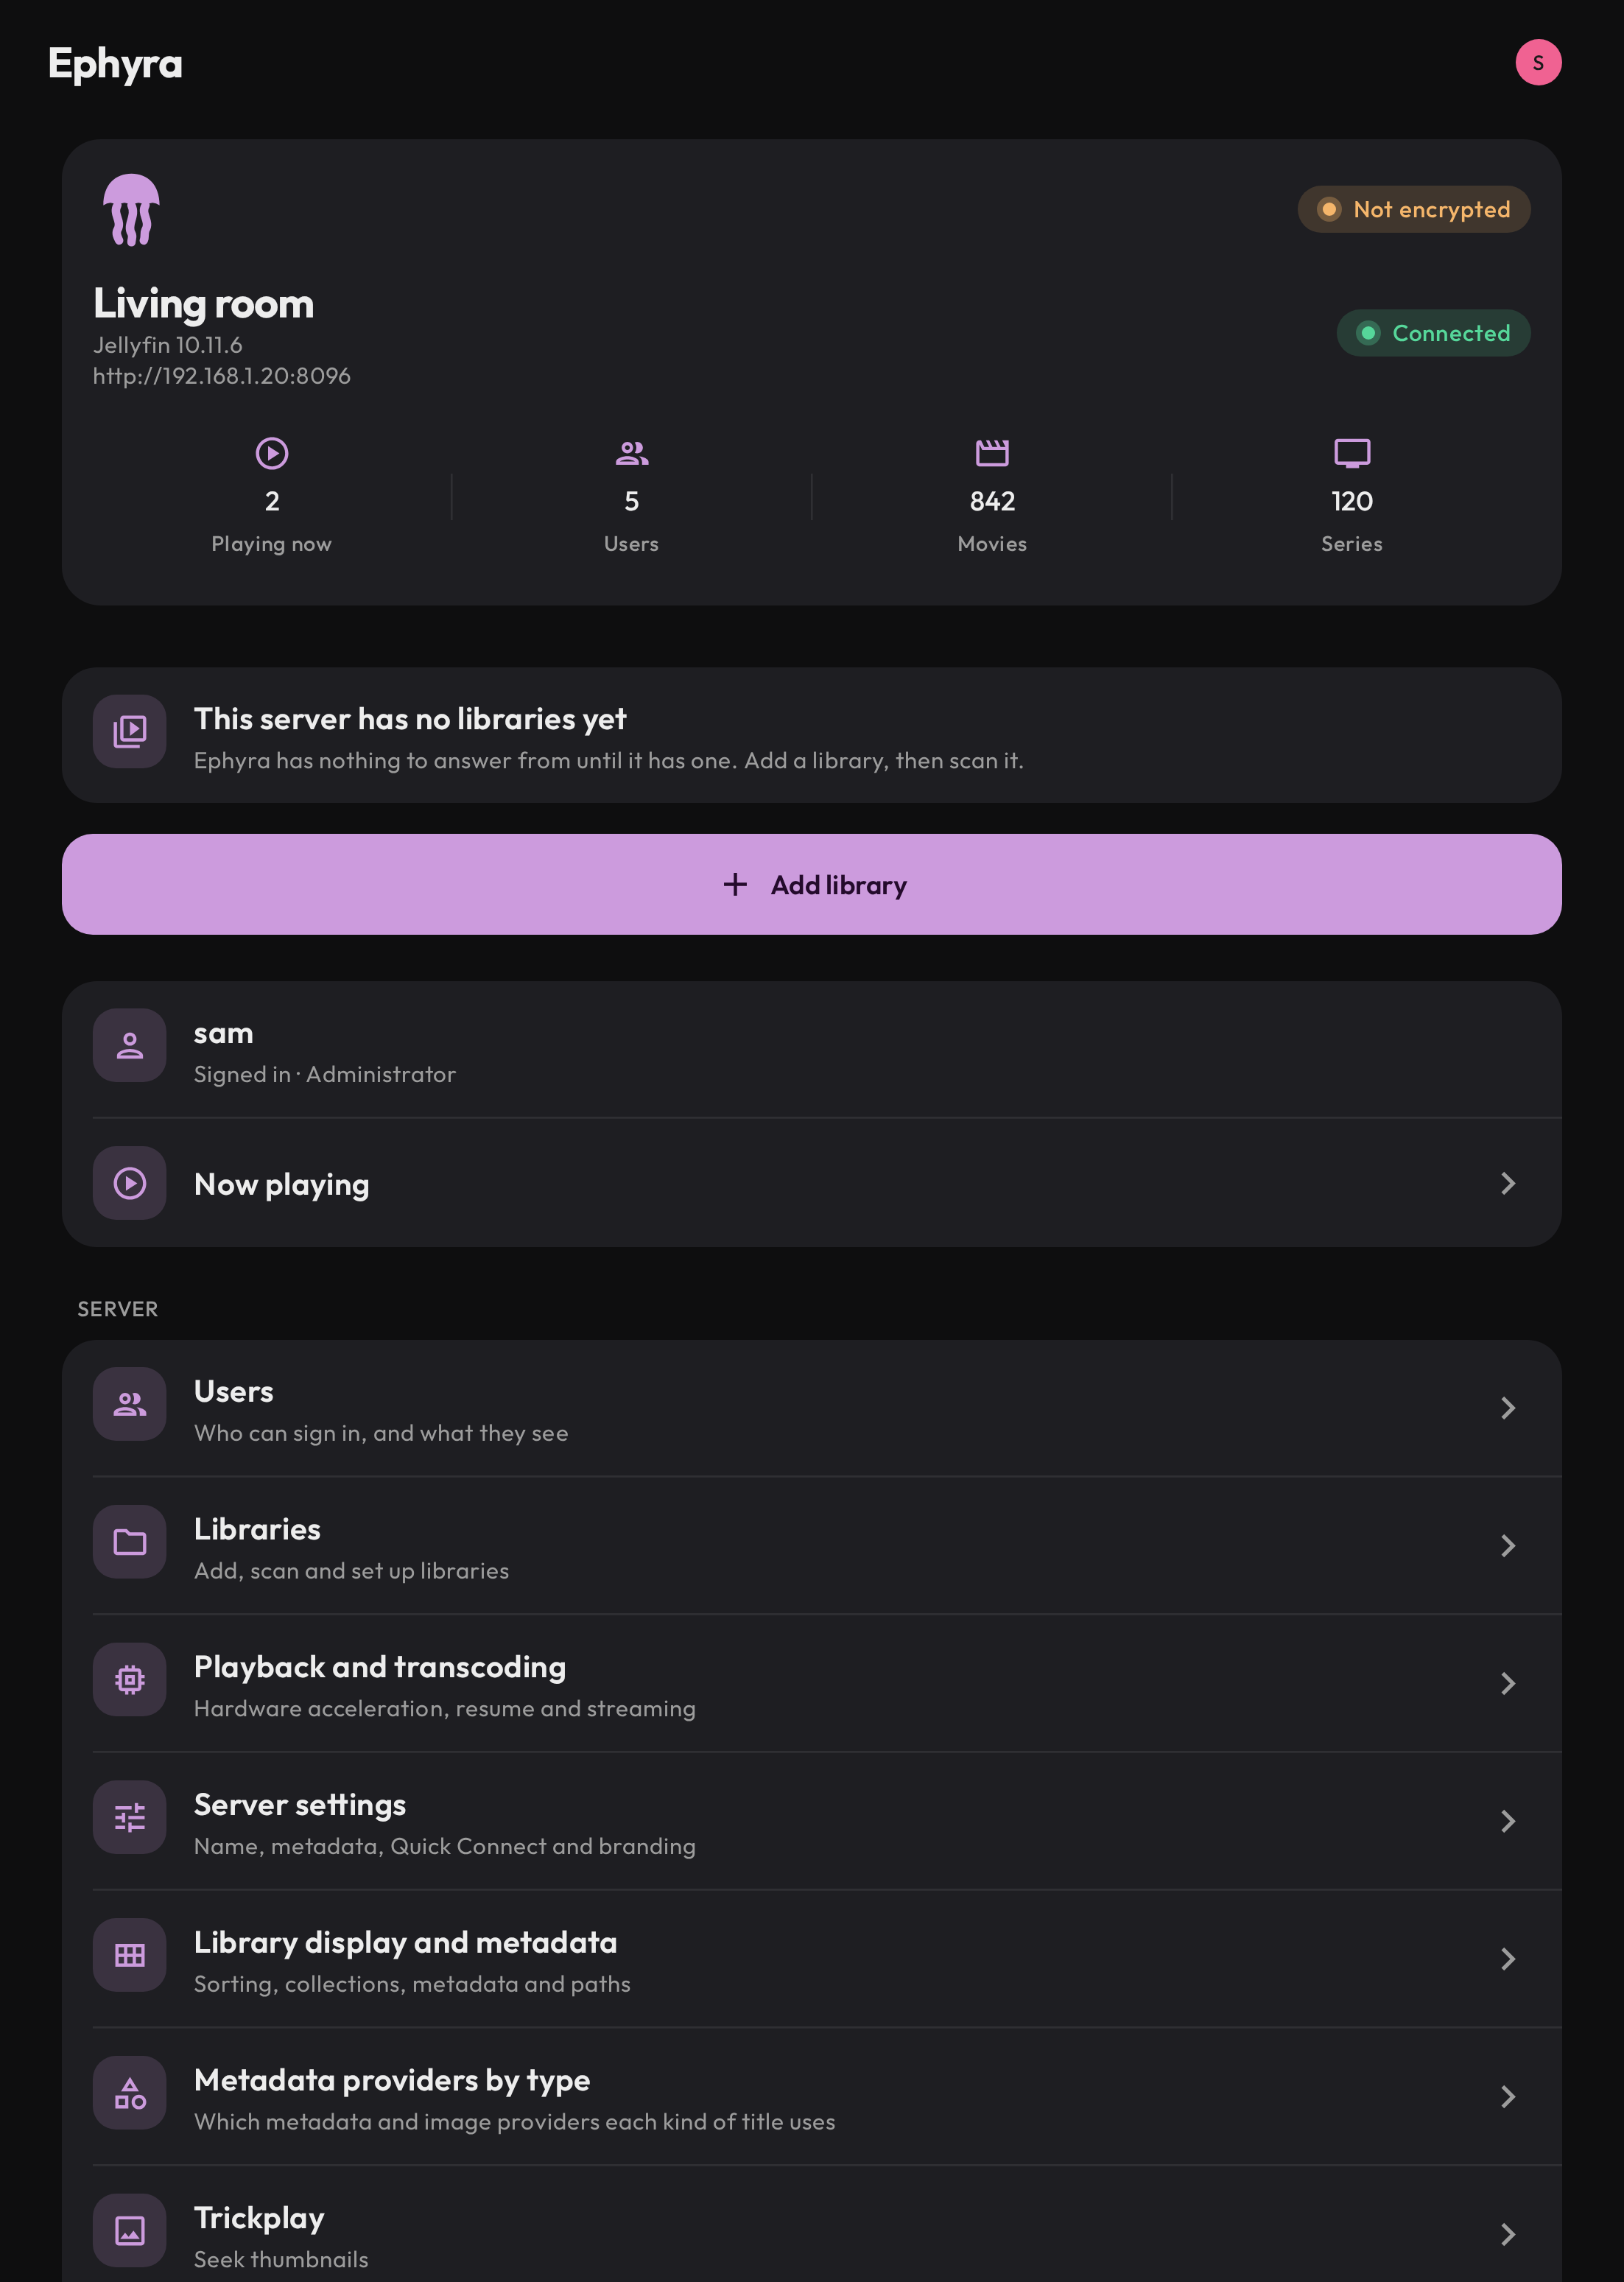 Ephyra
S
Not encrypted
Living room
Jellyfin 10.11.6
http://192.168.1.20:8096
Connected
2
Playing now
5
Users
842
Movies
120
Series
This server has no libraries yet
Ephyra has nothing to answer from until it has one. Add a library, then scan it.
Add library
sam
Signed in · Administrator
Now playing
SERVER
Users
Who can sign in, and what they see
Libraries
Add, scan and set up libraries
Playback and transcoding
Hardware acceleration, resume and streaming
Server settings
Name, metadata, Quick Connect and branding
Library display and metadata
Sorting, collections, metadata and paths
Metadata providers by type
Which metadata and image providers each kind of title uses
Trickplay
Seek thumbnails